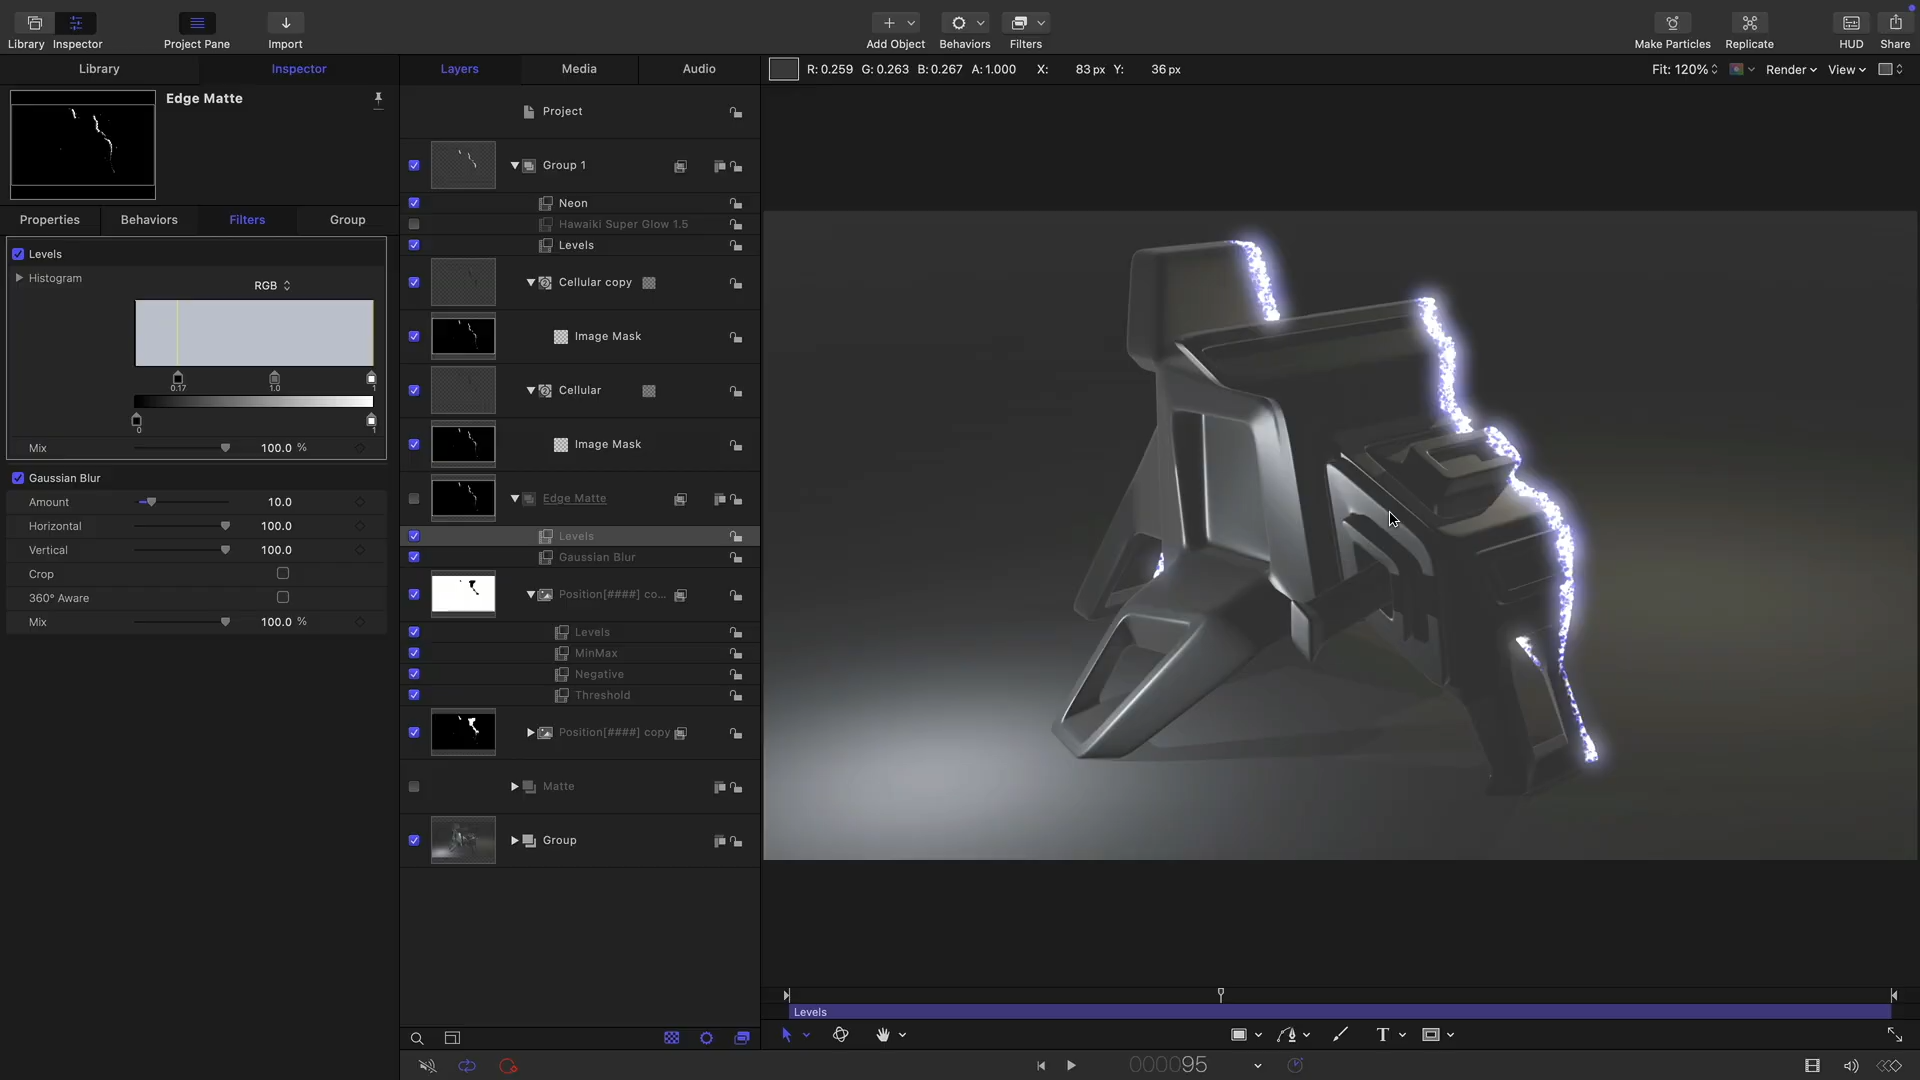 Library
Inspector
Project Pane
Import
Add Object
Behaviors
Filters
Make Particles
Replicate
HUD
Share
Library
Inspector
Layers
Media
Audio
R: 0.259 G: 0.263 B: 0.267 A: 1.000 X: 83 px Y: 36 px
Fit: 120%
Render
View
Edge Matte
Properties
Behaviors
Filters
Group
Levels
Histogram
RGB
0.17
1.0
1
0
1
Mix
100.0 %
Gaussian Blur
Amount
10.0
Horizontal
100.0
Vertical
100.0
Crop
360° Aware
Mix
100.0 %
Project
Group 1
Neon
Hawaiki Super Glow 1.5
Levels
Cellular copy
Image Mask
Cellular
Image Mask
Edge Matte
Levels
Gaussian Blur
Position[####] co...
Levels
MinMax
Negative
Threshold
Position[####] copy
Matte
Group
Levels
T
000095